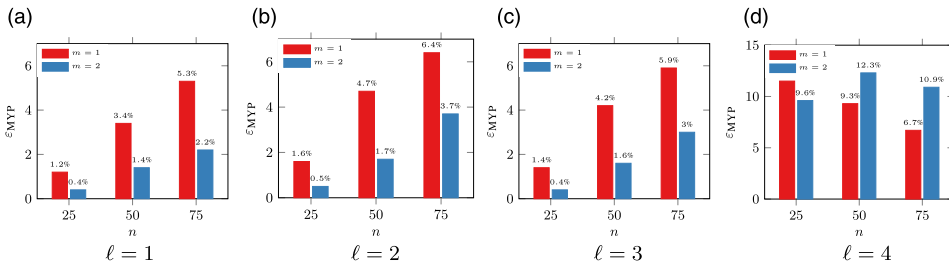 (a)
m = 1
m = 2
6
4
2
0
ε_MYP
1.2%
0.4%
3.4%
1.4%
5.3%
2.2%
25
50
75
n
ℓ = 1
(b)
m = 1
m = 2
6
4
2
0
ε_MYP
1.6%
0.5%
4.7%
1.7%
6.4%
3.7%
25
50
75
n
ℓ = 2
(c)
m = 1
m = 2
6
4
2
0
ε_MYP
1.4%
0.4%
4.2%
1.6%
5.9%
3%
25
50
75
n
ℓ = 3
(d)
m = 1
m = 2
15
10
5
0
ε_MYP
9.6%
9.3%
12.3%
6.7%
10.9%
25
50
75
n
ℓ = 4